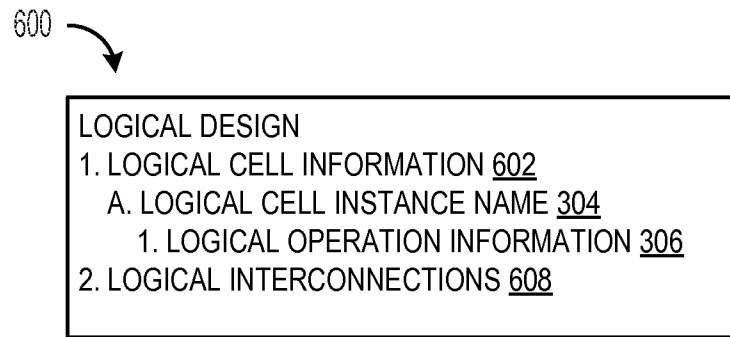 600
LOGICAL DESIGN
1. LOGICAL CELL INFORMATION 602
A. LOGICAL CELL INSTANCE NAME 304
1. LOGICAL OPERATION INFORMATION 306
2. LOGICAL INTERCONNECTIONS 608